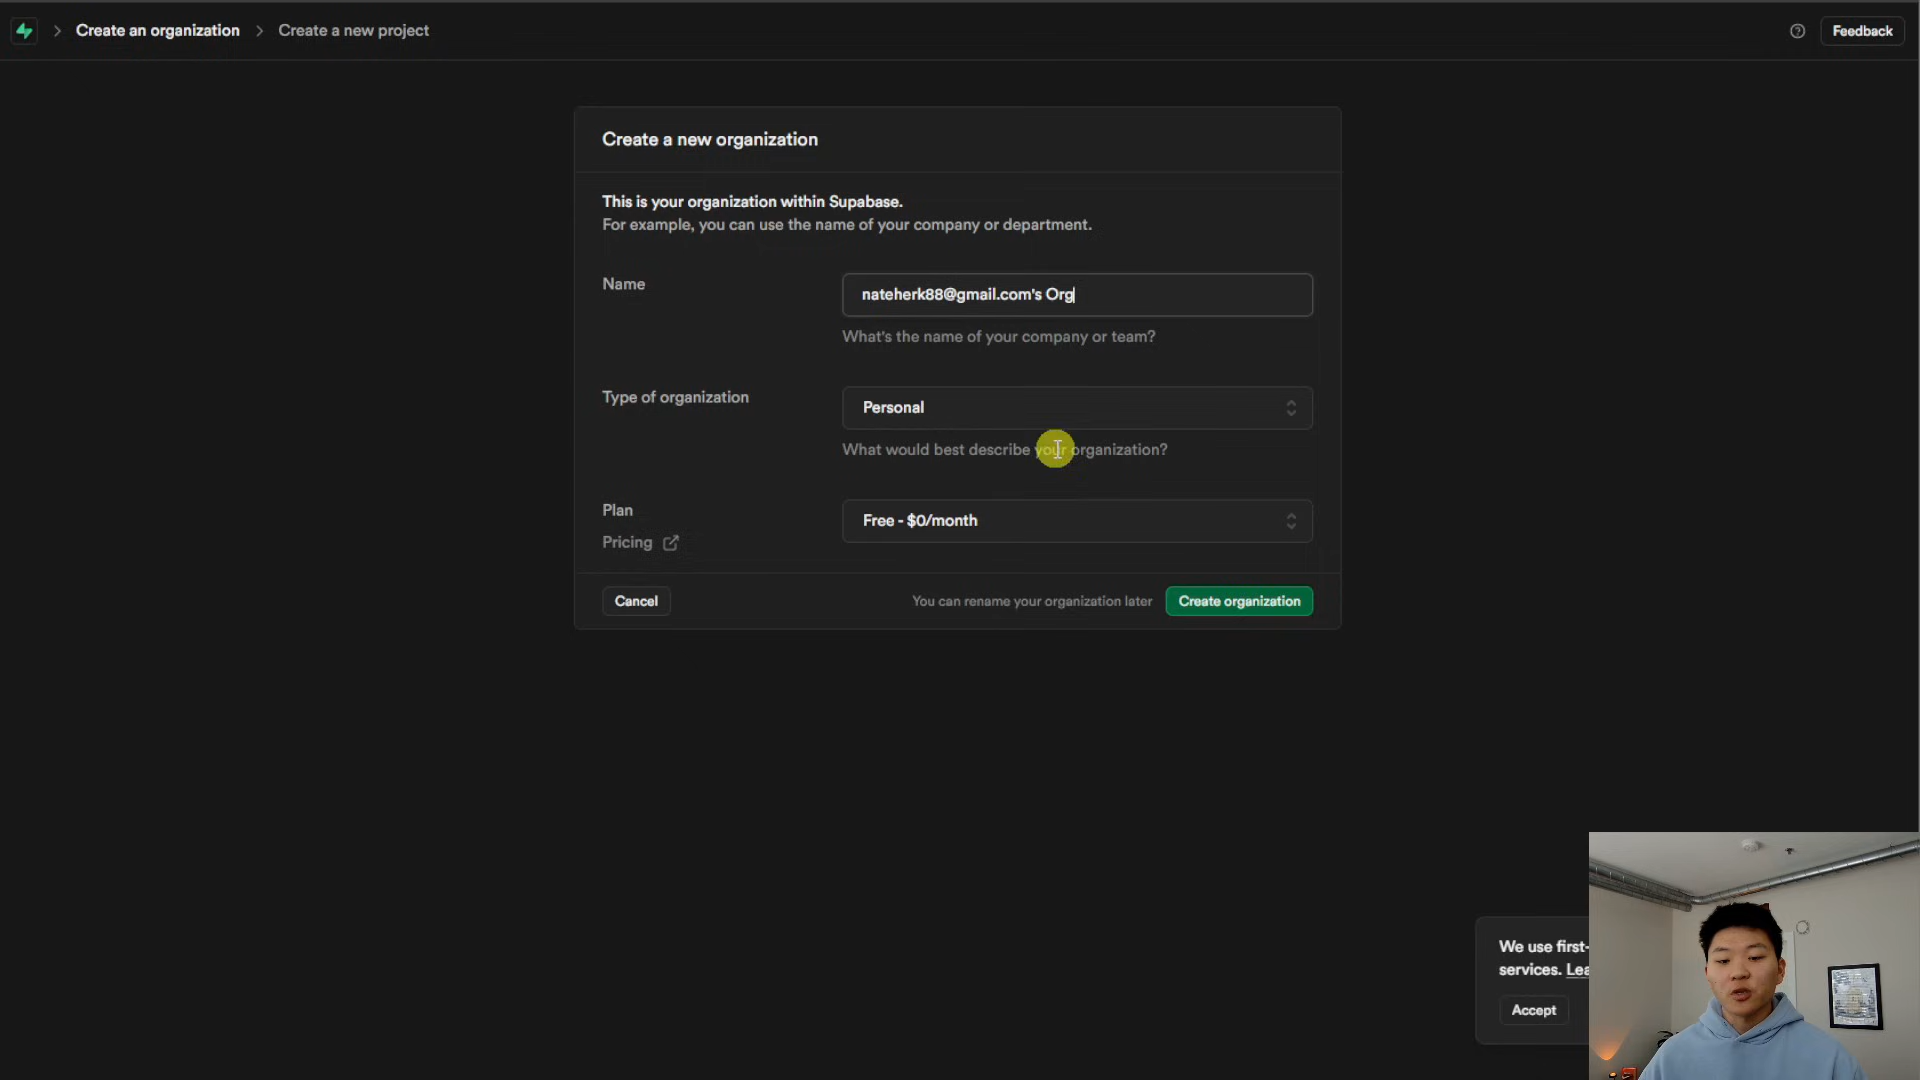 Create an organization
Create a new project
Feedback
Create a new organization
This is your organization within Supabase.
For example, you can use the name of your company or department.
Name
nateherk88@gmail.com's Org
What's the name of your company or team?
Type of organization
Personal
What would best describe your organization?
Plan
Pricing
Free - $0/month
Cancel
You can rename your organization later
Create organization
We use first-
services. Lea
Accept